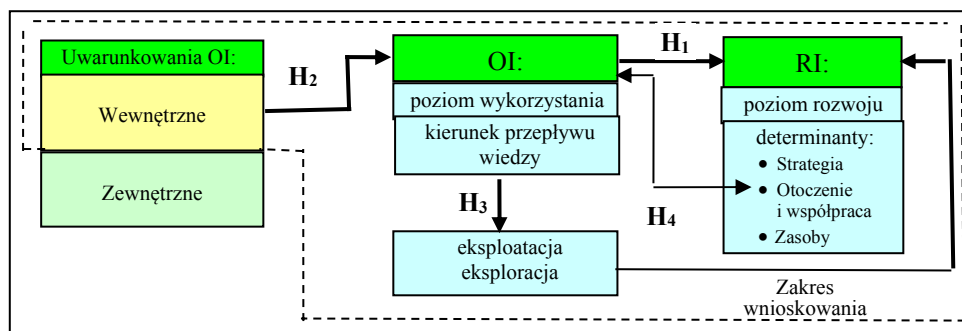 Uwarunkowania OI:
Wewnętrzne
Zewnętrzne
H2
OI:
poziom wykorzystania
kierunek przepływu
wiedzy
H3
eksploatacja
eksploracja
H1
H4
RI:
poziom rozwoju
determinanty:
• Strategia
• Otoczenie
i współpraca
• Zasoby
Zakres
wnioskowania